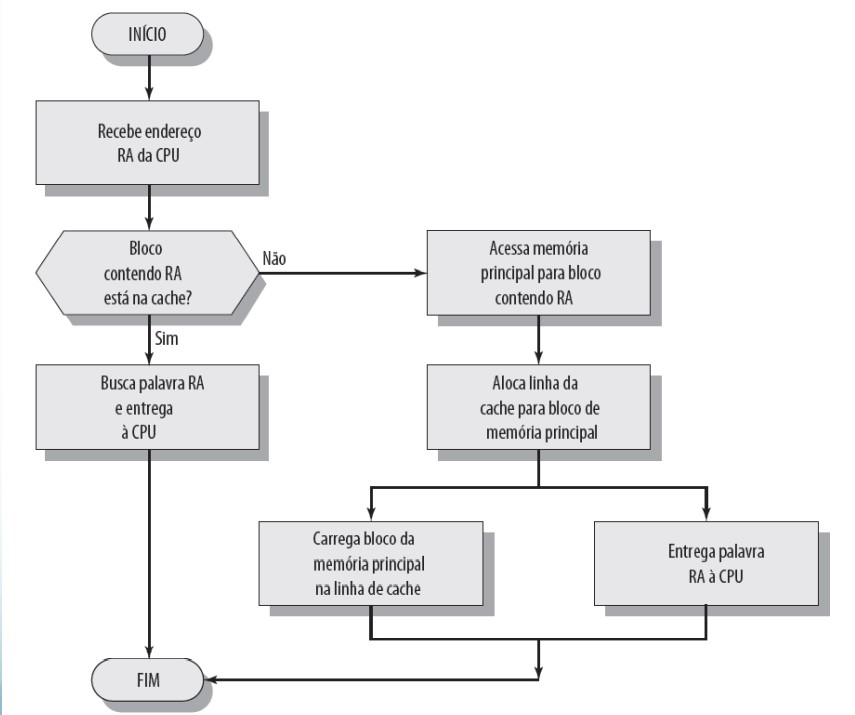 INÍCIO
Recebe endereço
RA da CPU
Bloco
contendo RA
está na cache?
Não
Acessa memória
principal para bloco
contendo RA
Sim
Busca palavra RA
e entrega
à CPU
Aloca linha da
cache para bloco de
memória principal
Carrega bloco da
memória principal
na linha de cache
Entrega palavra
RA à CPU
FIM